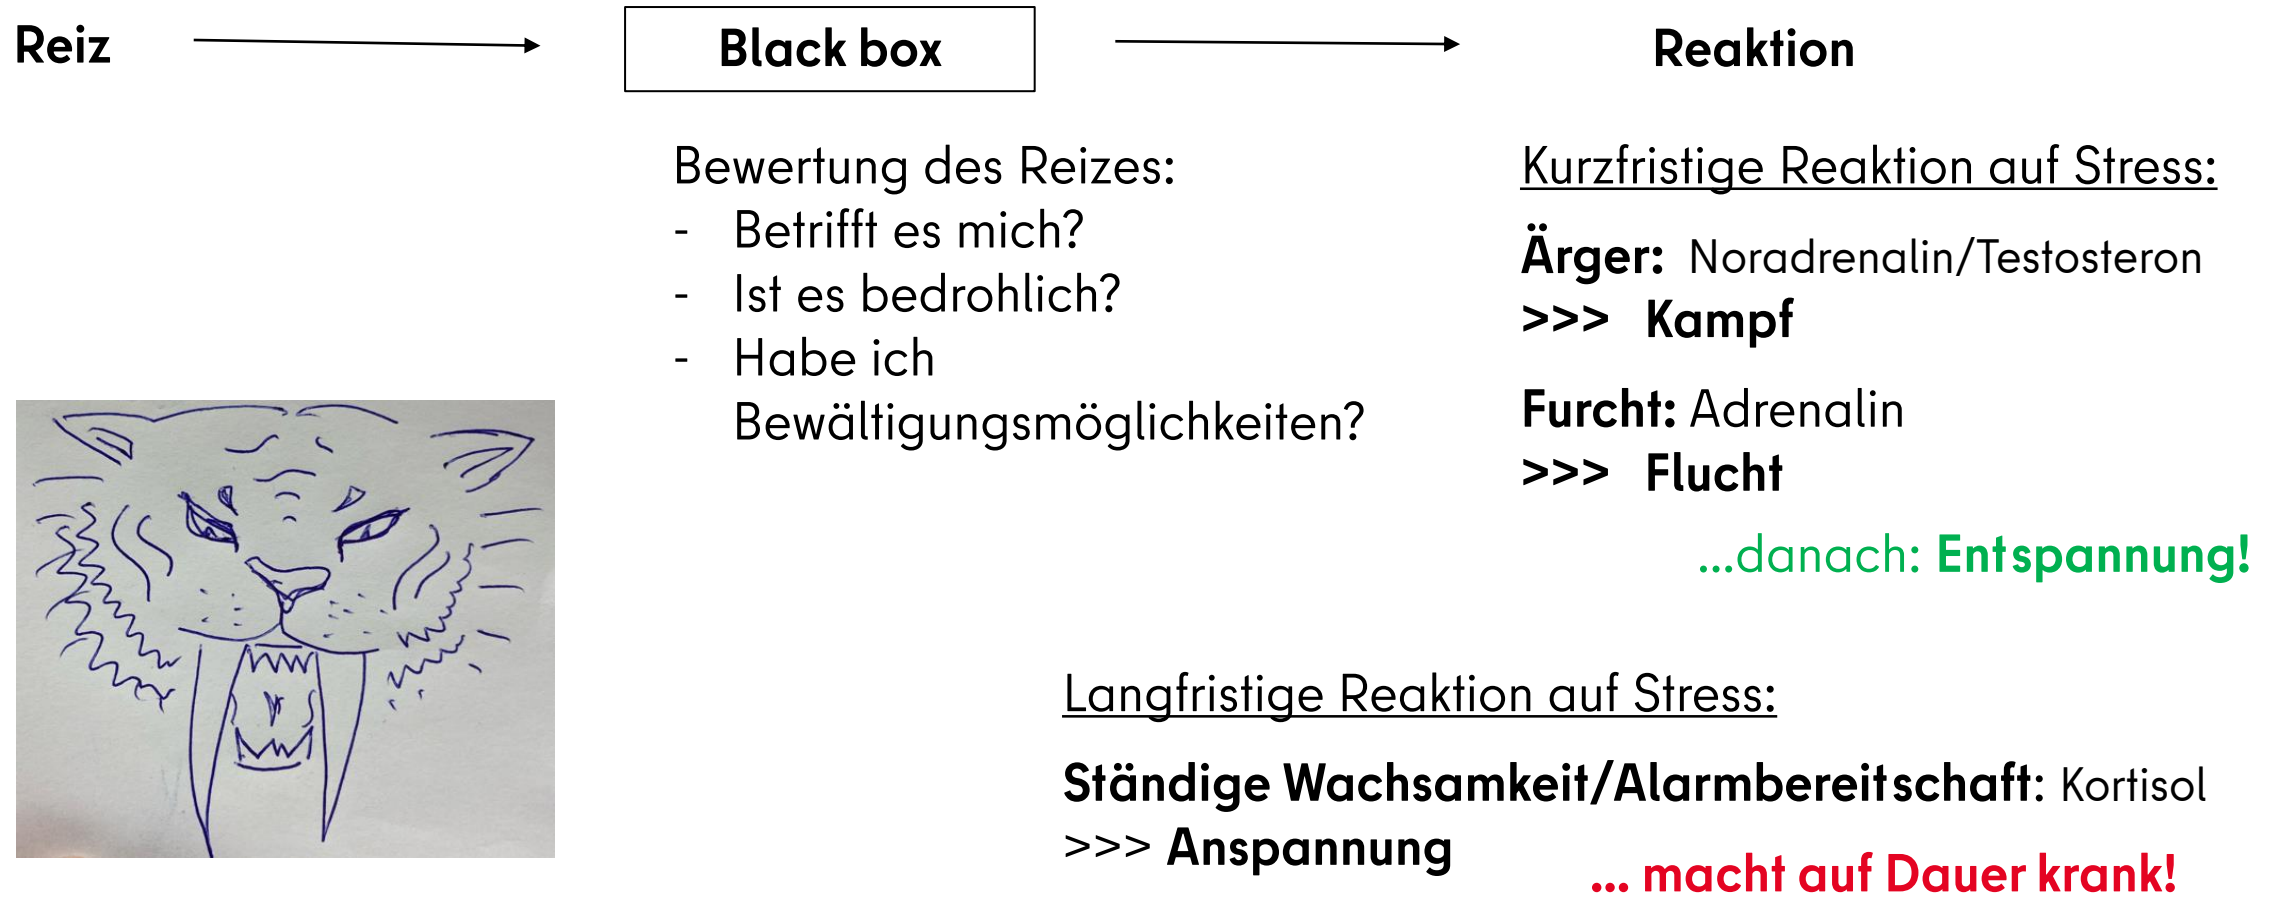 Reiz
Black box
Reaktion
Bewertung des Reizes:
- Betrifft es mich?
- Ist es bedrohlich?
- Habe ich
Bewältigungsmöglichkeiten?
Kurzfristige Reaktion auf Stress:
Ärger: Noradrenalin/Testosteron
>>> Kampf
Furcht: Adrenalin
>>> Flucht
...danach: Entspannung!
Langfristige Reaktion auf Stress:
Ständige Wachsamkeit/Alarmbereitschaft: Kortisol
>>> Anspannung
... macht auf Dauer krank!